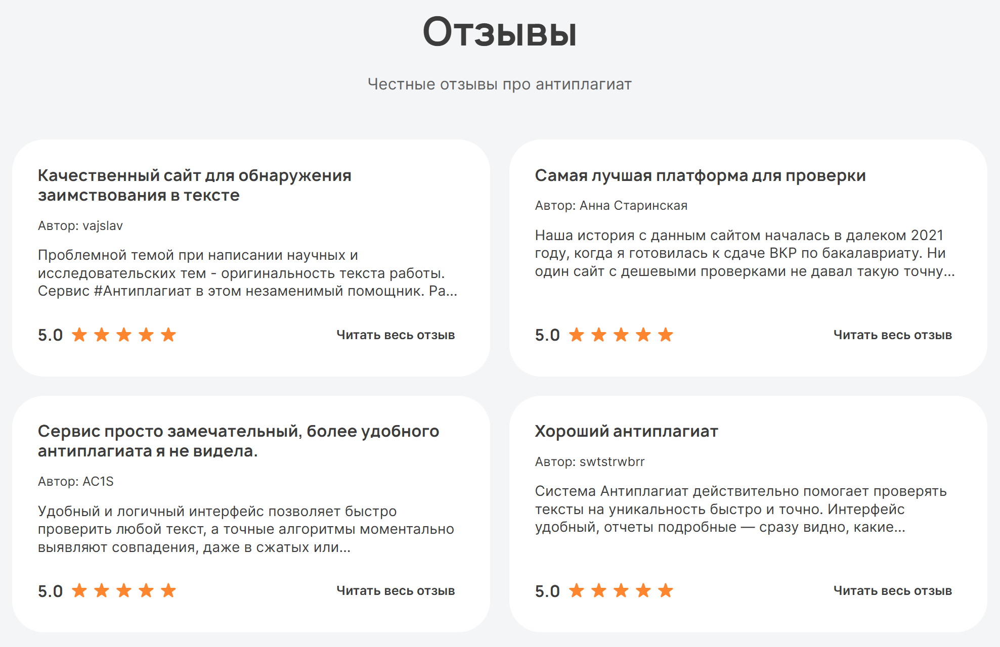 Отзывы
Честные отзывы про антиплагиат
Качественный сайт для обнаружения
заимствования в тексте
Автор: vajslav
Проблемной темой при написании научных и
исследовательских тем - оригинальность текста работы.
Сервис #Антиплагиат в этом незаменимый помощник. Ра...
5.0
Читать весь отзыв
Самая лучшая платформа для проверки
Автор: Анна Старинская
Наша история с данным сайтом началась в далеком 2021
году, когда я готовилась к сдаче ВКР по бакалавриату. Ни
один сайт с дешевыми проверками не давал такую точну...
5.0
Читать весь отзыв
Сервис просто замечательный, более удобного
антиплагиата я не видела.
Автор: AC1S
Удобный и логичный интерфейс позволяет быстро
проверить любой текст, а точные алгоритмы моментально
выявляют совпадения, даже в сжатых или...
5.0
Читать весь отзыв
Хороший антиплагиат
Автор: swtstrwbrr
Система Антиплагиат действительно помогает проверять
тексты на уникальность быстро и точно. Интерфейс
удобный, отчеты подробные — сразу видно, какие...
5.0
Читать весь отзыв